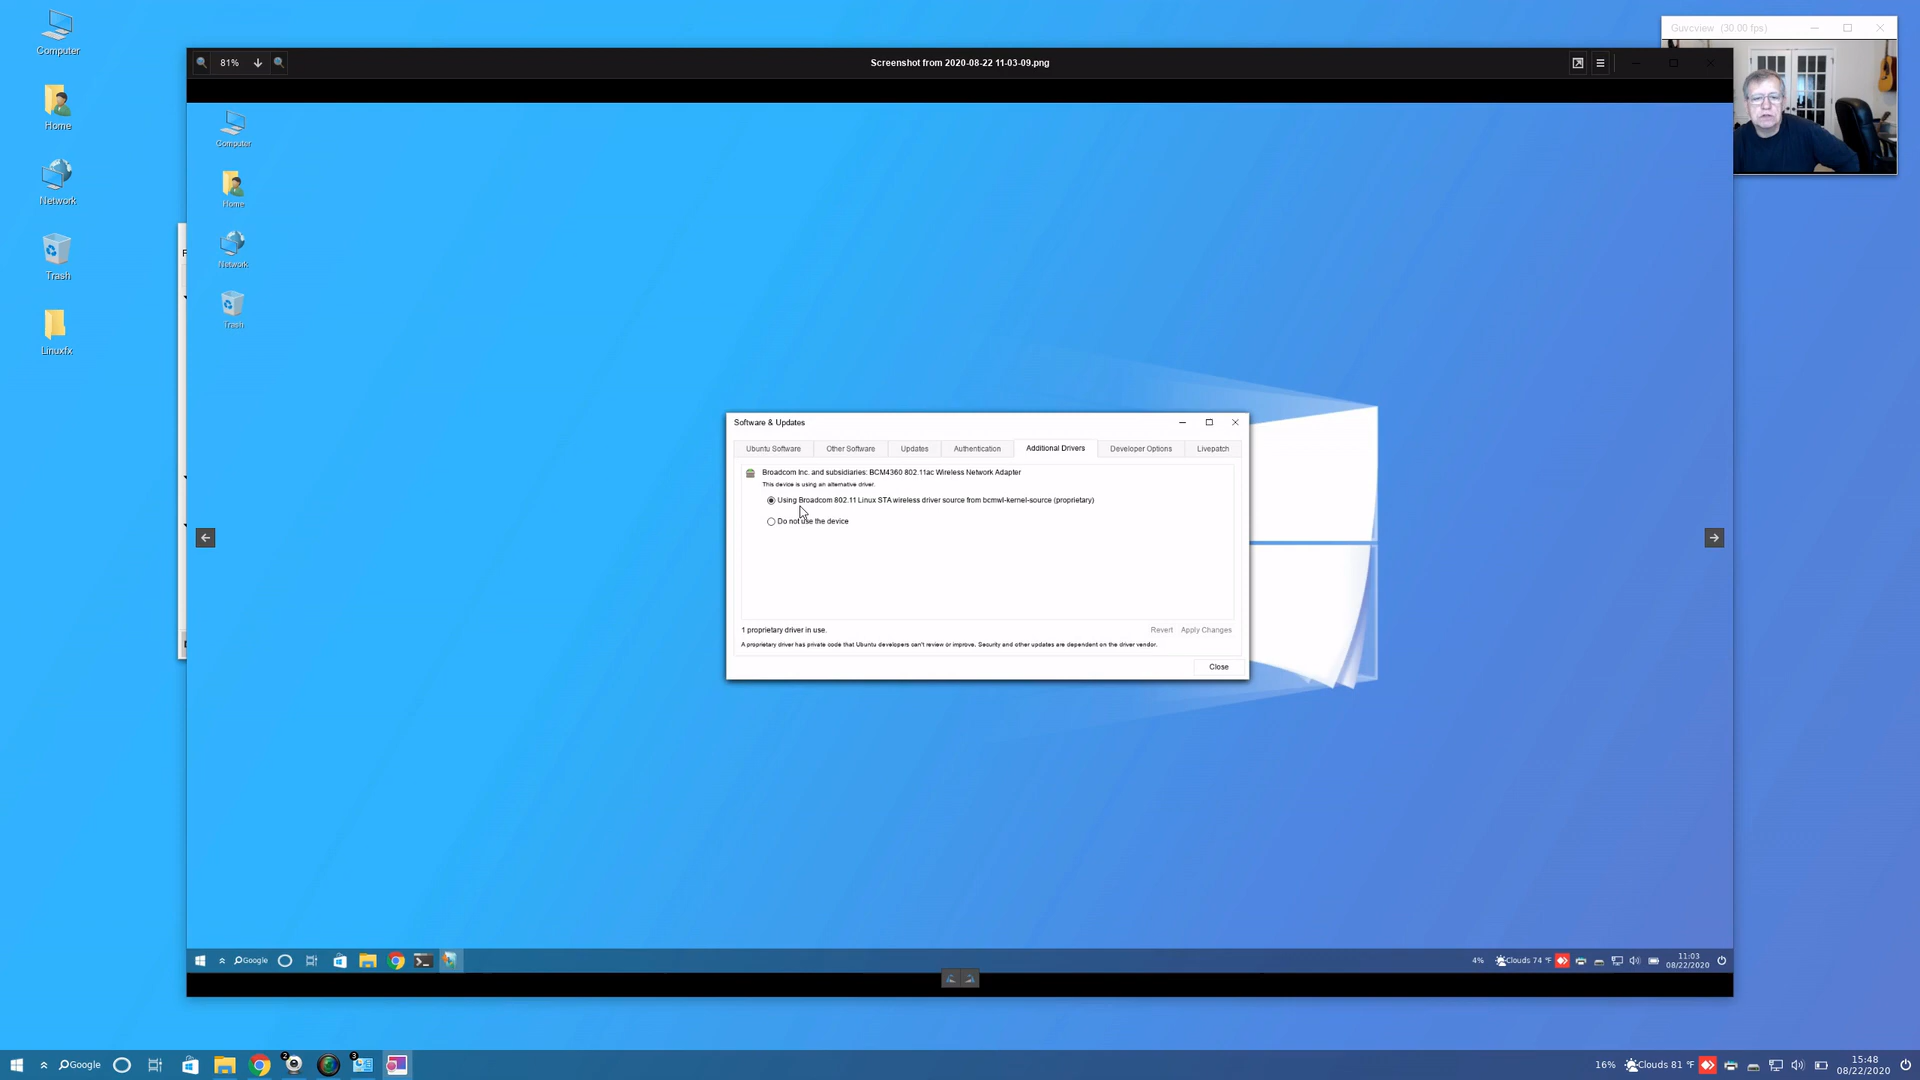 Computer
Home
Network
Trash
Linuxfx
Guvcview (30.00 fps)
81%
Screenshot from 2020-08-22 11-03-09.png
Computer
Home
Network
Trash
Software & Updates
Ubuntu Software
Other Software
Updates
Authentication
Additional Drivers
Developer Options
Livepatch
Broadcom Inc. and subsidiaries: BCM4360 802.11ac Wireless Network Adapter
This device is using an alternative driver.
Using Broadcom 802.11 Linux STA wireless driver source from bcmwl-kernel-source (proprietary)
Do not use the device
1 proprietary driver in use.
Revert
Apply Changes
A proprietary driver has private code that Ubuntu developers can't review or improve. Security and other updates are dependent on the driver vendor.
Close
Google
4%
Clouds 74 °F
11:03
08/22/2020
Google
2
3
16%
Clouds 81 °F
15:48
08/22/2020